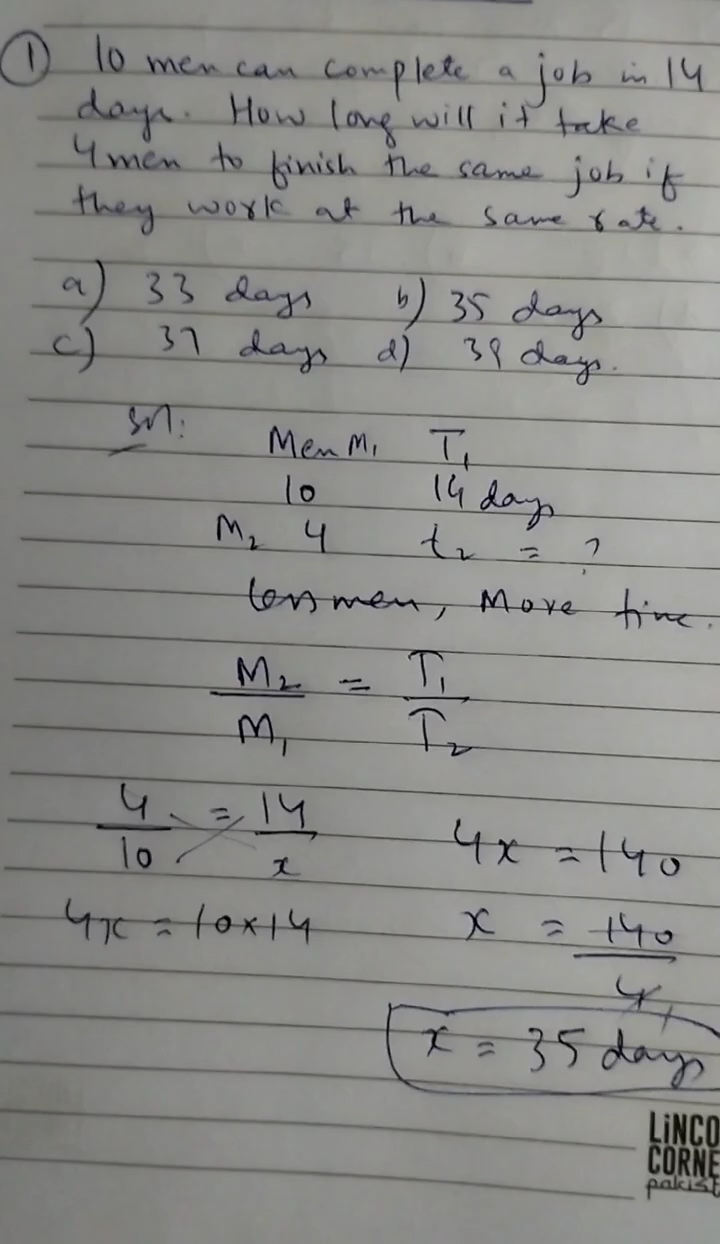 ① 10 men can complete a job in 14
days. How long will it take
4 men to finish the same job if
they work at the same rate.
a) 33 days b) 35 days
c) 37 days d) 39 days.
Sol:
Men M₁ T₁
10 14 days
M₂ 4 t₂ = ?
less men, More time.
M₂/M₁ = T₁/T₂
4/10 = 14/x
4x = 10×14
4x = 140
x = 140/4
x = 35 days
LiNCO
CORNE
pakist